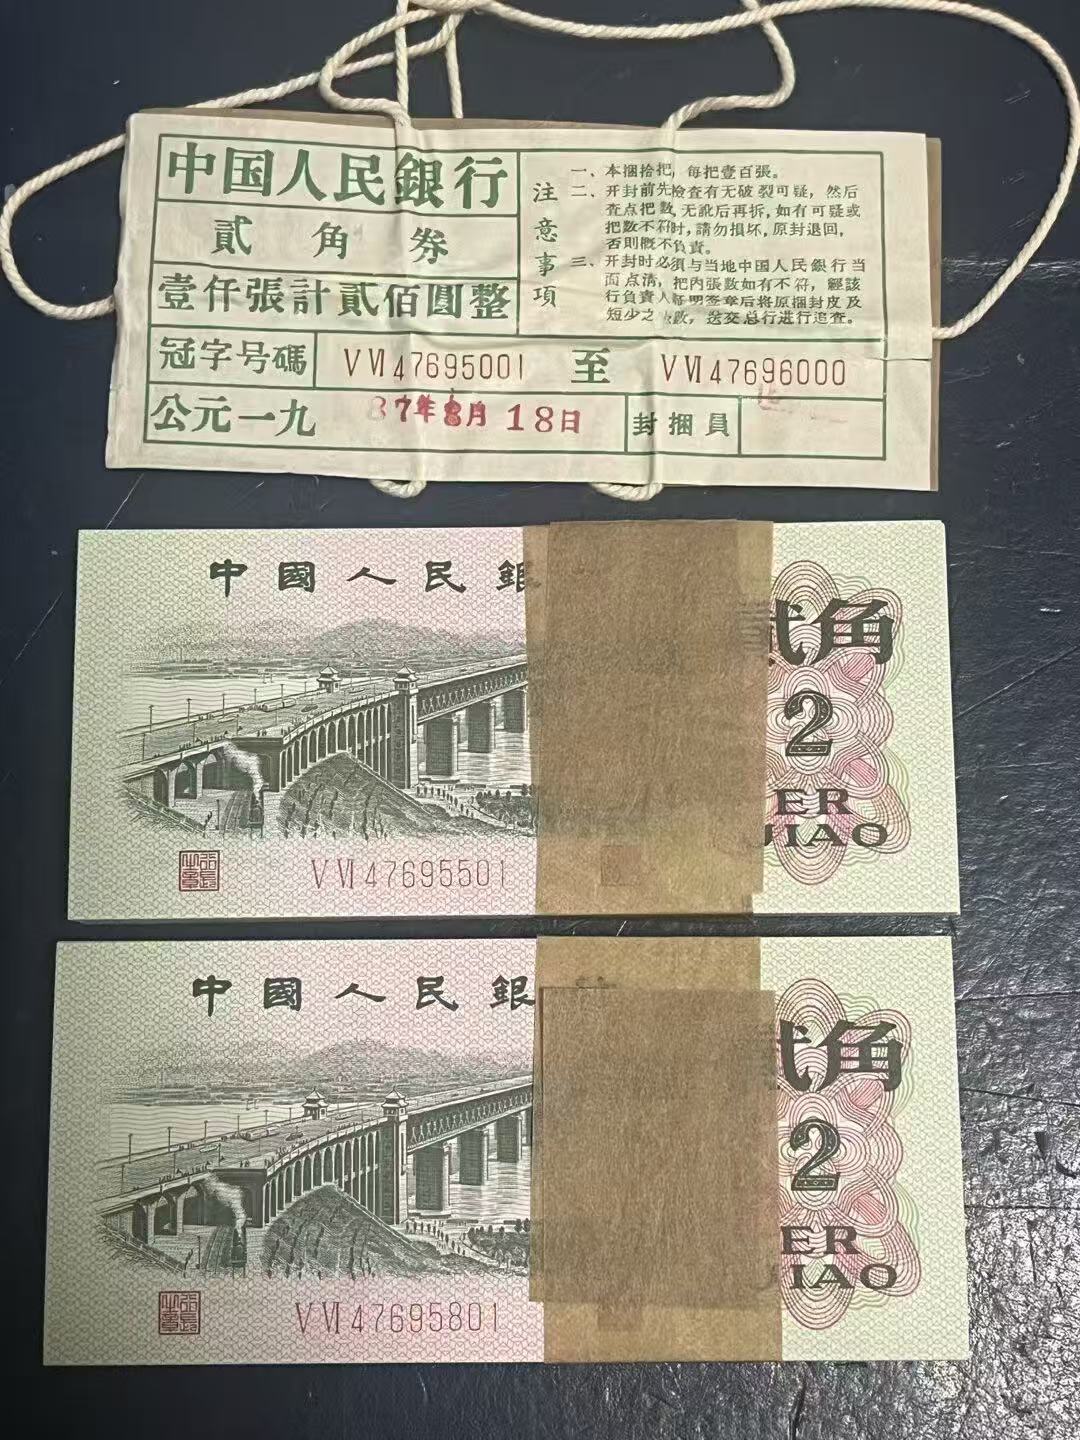 中国人民銀行
貳角券
壹仟張計貳佰圓整
注意事項
一、本捆拾把，每把壹百張。
二、开封前先檢查有无破裂可疑，然后
查点把数，无訛后再拆，如有可疑或
把数不符时，請勿損坏，原封退回，
否則概不負責。
三、开封时必須与当地中国人民銀行当
面点清，把内張数如有不符，經該
行負責人証明签章后将原捆封皮及
短少之 数，送交总行进行追查。
冠字号碼 VⅥ47695001 至 VⅥ47696000
公元一九87年8月18日 封捆員
中國人民銀
貳角
2
ER
JIAO
VⅥ47695501
中國人民銀
貳角
2
ER
JIAO
VⅥ47695801